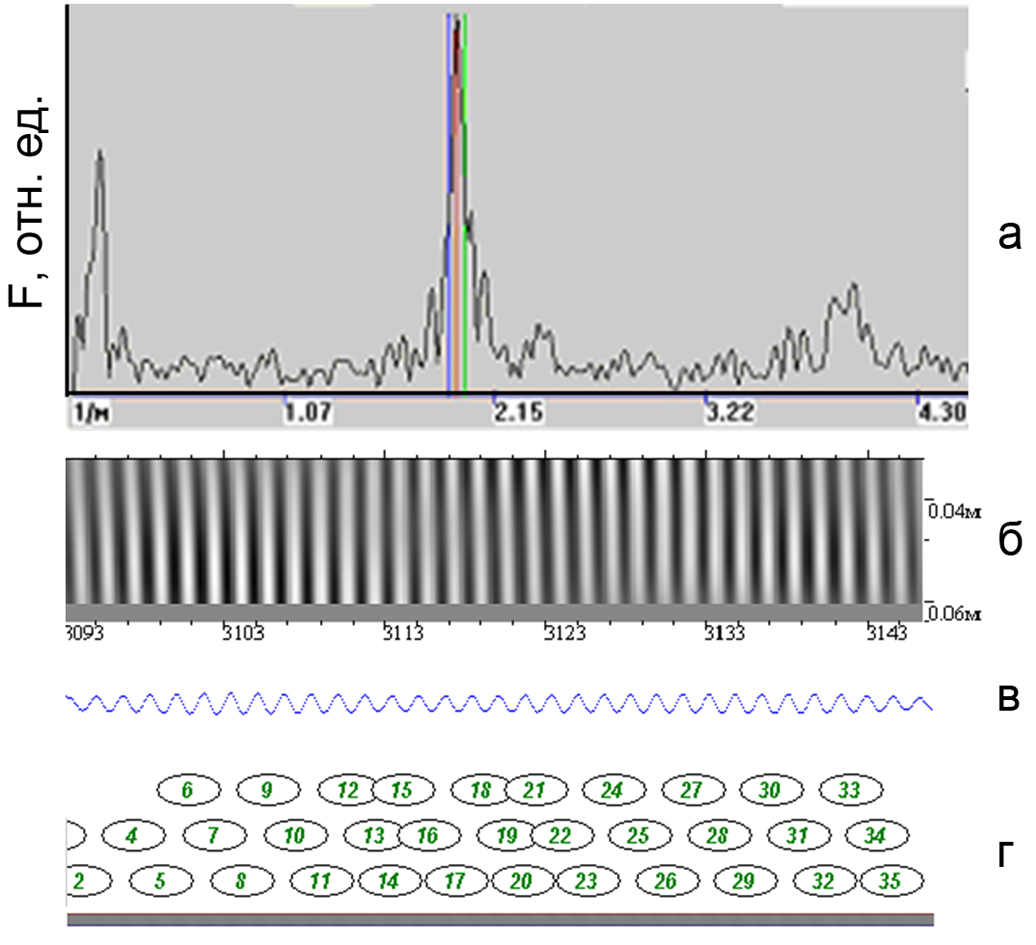 F, отн. ед.
а
1/м 1.07 2.15 3.22 4.30
0.04м
б
0.06м
3093 3103 3113 3123 3133 3143
в
6 9 12 15 18 21 24 27 30 33
4 7 10 13 16 19 22 25 28 31 34
г
2 5 8 11 14 17 20 23 26 29 32 35